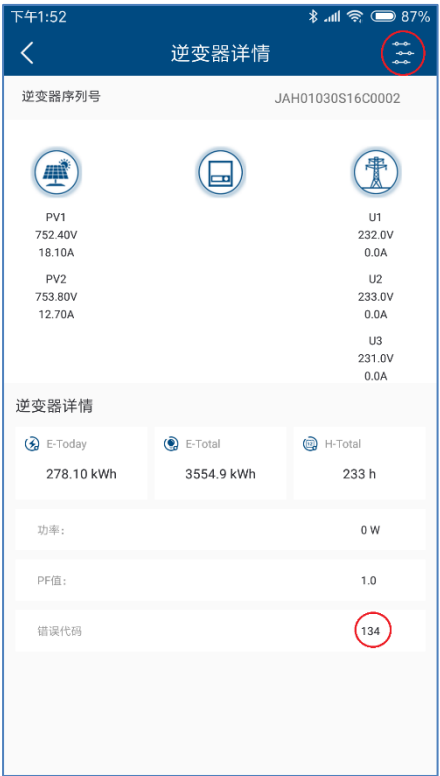 下午1:52 87%
逆变器详情
逆变器序列号 JAH01030S16C0002
PV1 U1
752.40V 232.0V
18.10A 0.0A
PV2 U2
753.80V 233.0V
12.70A 0.0A
U3
231.0V
0.0A
逆变器详情
E-Today E-Total H-Total
278.10 kWh 3554.9 kWh 233 h
功率: 0 W
PF值: 1.0
错误代码 134